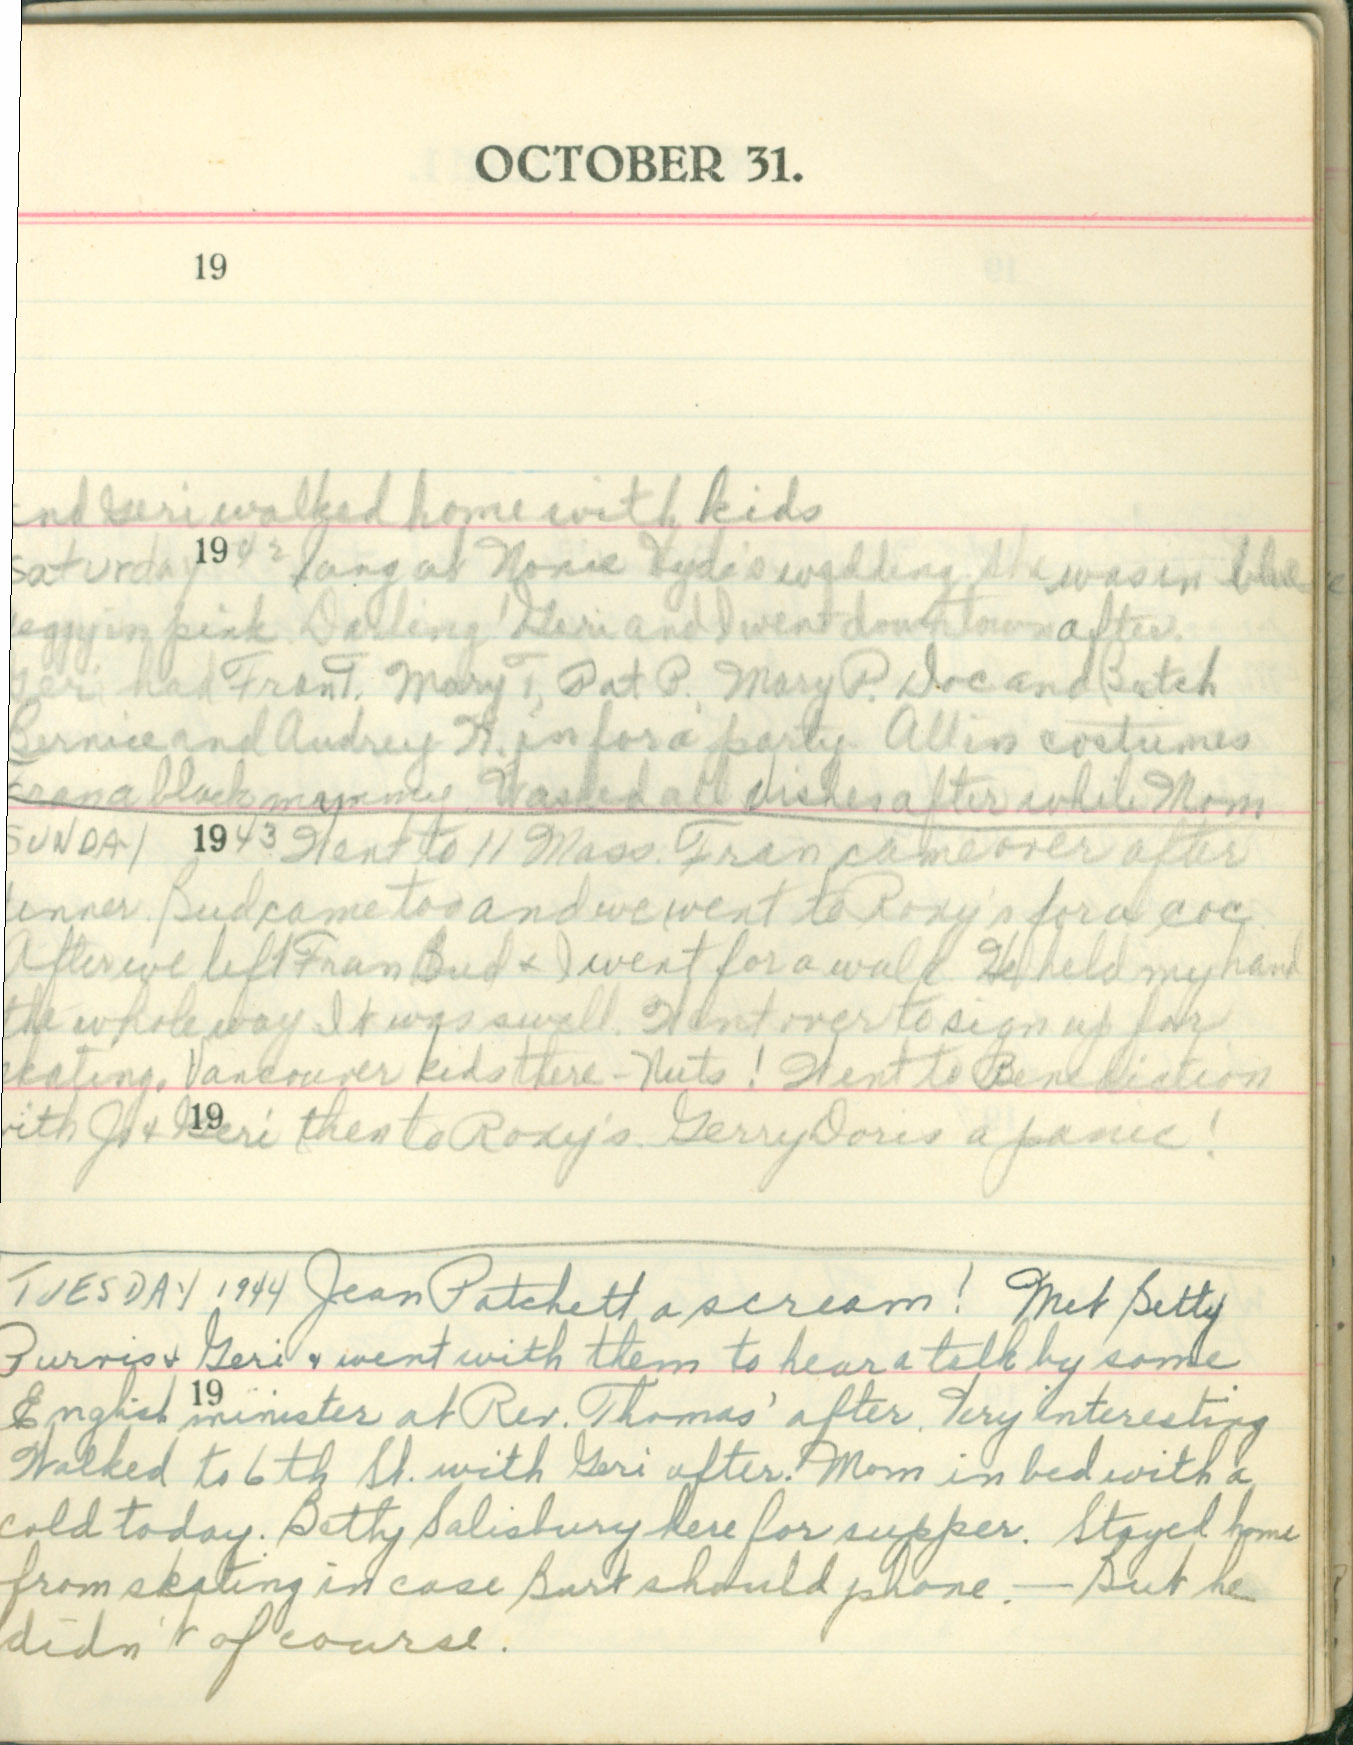 OCTOBER 31.
19
nd Geri walked home with kids
Saturday 1942 Sang at Hyde's wedding. She was in blue
eggy in pink Darling! Geri and I went downtown after.
Geri had Fran T. Mary T, Pat P. Mary P. Doc and Butch
Bernice and Audrey H. in for a party. All in costumes
Fran a black mammy. Washed all dishes after while Mom
SUNDAY 1943 Went to 11 Mass. Fran came over after
inner. Bud came too and we went to Roxy's for a coc.
After we left Fran Bud & I went for a walk. He held my hand
the whole way. It was swell. Went over to sign up for
skating. Vancouver kids there - Nuts! Went to Benediction
19
with Jo & Geri then to Roxy's. Gerry Dores a panic!
TUESDAY 1944 Jean Patchett a scream! Met Betty
Purvis & Geri & went with them to hear a talk by some
19
English minister at Rev. Thomas' after. Very interesting
Walked to 6th St. with Geri after. Mom in bed with a
cold today. Betty Salisbury here for supper. Stayed home
from skating in case Burt should phone. — But he
didn't of course.